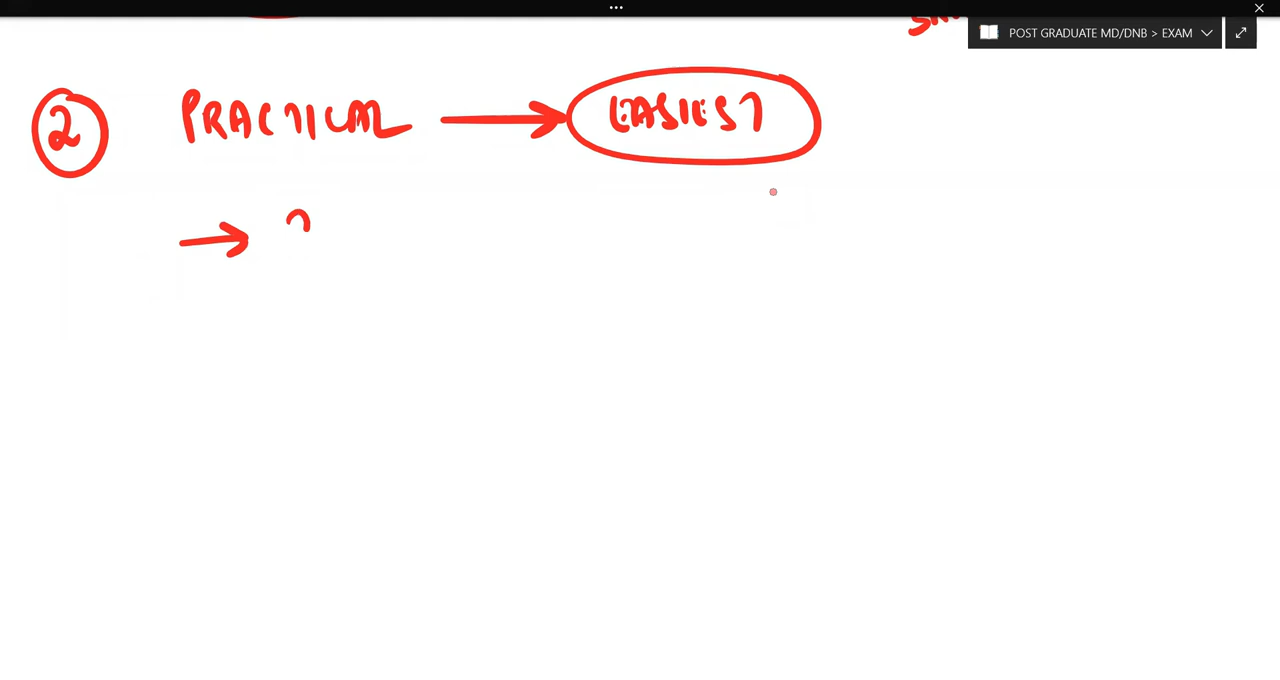 POST GRADUATE MD/DNB > EXAM
2 PRACTICAL → EASIEST
→